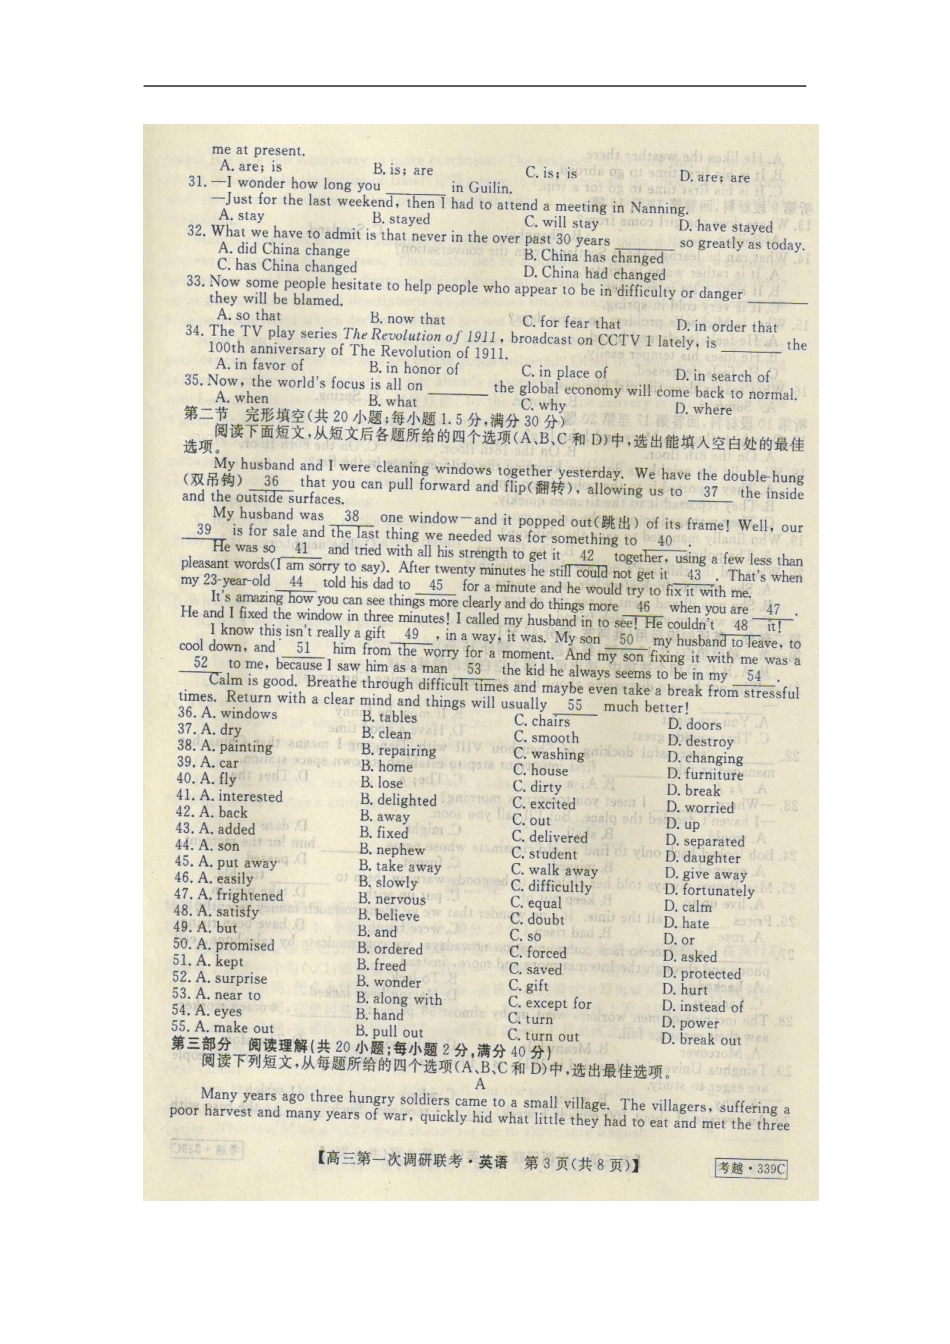 me at present.
A. are; is B. is; are C. is; is D. are; are
31. —I wonder how long you ________ in Guilin.
—Just for the last weekend, then I had to attend a meeting in Nanning.
A. stay B. stayed C. will stay D. have stayed
32. What we have to admit is that never in the over past 30 years ________ so greatly as today.
A. did China change B. China has changed
C. has China changed D. China had changed
33. Now some people hesitate to help people who appear to be in difficulty or danger ________
they will be blamed.
A. so that B. now that C. for fear that D. in order that
34. The TV play series The Revolution of 1911, broadcast on CCTV 1 lately, is ________ the
100th anniversary of The Revolution of 1911.
A. in favor of B. in honor of C. in place of D. in search of
35. Now, the world's focus is all on ________ the global economy will come back to normal.
A. when B. what C. why D. where
第二节 完形填空(共 20 小题;每小题 1.5 分,满分 30 分)
阅读下面短文,从短文后各题所给的四个选项(A、B、C 和 D)中,选出能填入空白处的最佳
选项。
My husband and I were cleaning windows together yesterday. We have the double-hung
(双吊钩) 36 that you can pull forward and flip(翻转), allowing us to 37 the inside
and the outside surfaces.
My husband was 38 one window—and it popped out(跳出) of its frame! Well, our
39 is for sale and the last thing we needed was for something to 40 .
He was so 41 and tried with all his strength to get it 42 together, using a few less than
pleasant words(I am sorry to say). After twenty minutes he still could not get it 43 . That's when
my 23-year-old 44 told his dad to 45 for a minute and he would try to fix it with me.
It's amazing how you can see things more clearly and do things more 46 when you are 47 .
He and I fixed the window in three minutes! I called my husband in to see! He couldn't 48 it!
I know this isn't really a gift 49 , in a way, it was. My son 50 my husband to leave, to
cool down, and 51 him from the worry for a moment. And my son fixing it with me was a
52 to me, because I saw him as a man 53 the kid he always seems to be in my 54 .
Calm is good. Breathe through difficult times and maybe even take a break from stressful
times. Return with a clear mind and things will usually 55 much better!
36. A. windows B. tables C. chairs D. doors
37. A. dry B. clean C. smooth D. destroy
38. A. painting B. repairing C. washing D. changing
39. A. car B. home C. house D. furniture
40. A. fly B. lose C. dirty D. break
41. A. interested B. delighted C. excited D. worried
42. A. back B. away C. out D. up
43. A. added B. fixed C. delivered D. separated
44. A. son B. nephew C. student D. daughter
45. A. put away B. take away C. walk away D. give away
46. A. easily B. slowly C. difficultly D. fortunately
47. A. frightened B. nervous C. equal D. calm
48. A. satisfy B. believe C. doubt D. hate
49. A. but B. and C. so D. or
50. A. promised B. ordered C. forced D. asked
51. A. kept B. freed C. saved D. protected
52. A. surprise B. wonder C. gift D. hurt
53. A. near to B. along with C. except for D. instead of
54. A. eyes B. hand C. turn D. power
55. A. make out B. pull out C. turn out D. break out
第三部分 阅读理解(共 20 小题;每小题 2 分,满分 40 分)
阅读下列短文,从每题所给的四个选项(A、B、C 和 D)中,选出最佳选项。
A
Many years ago three hungry soldiers came to a small village. The villagers, suffering a
poor harvest and many years of war, quickly hid what little they had to eat and met the three
【高三第一次调研联考·英语 第 3 页(共 8 页)】 考越·339C